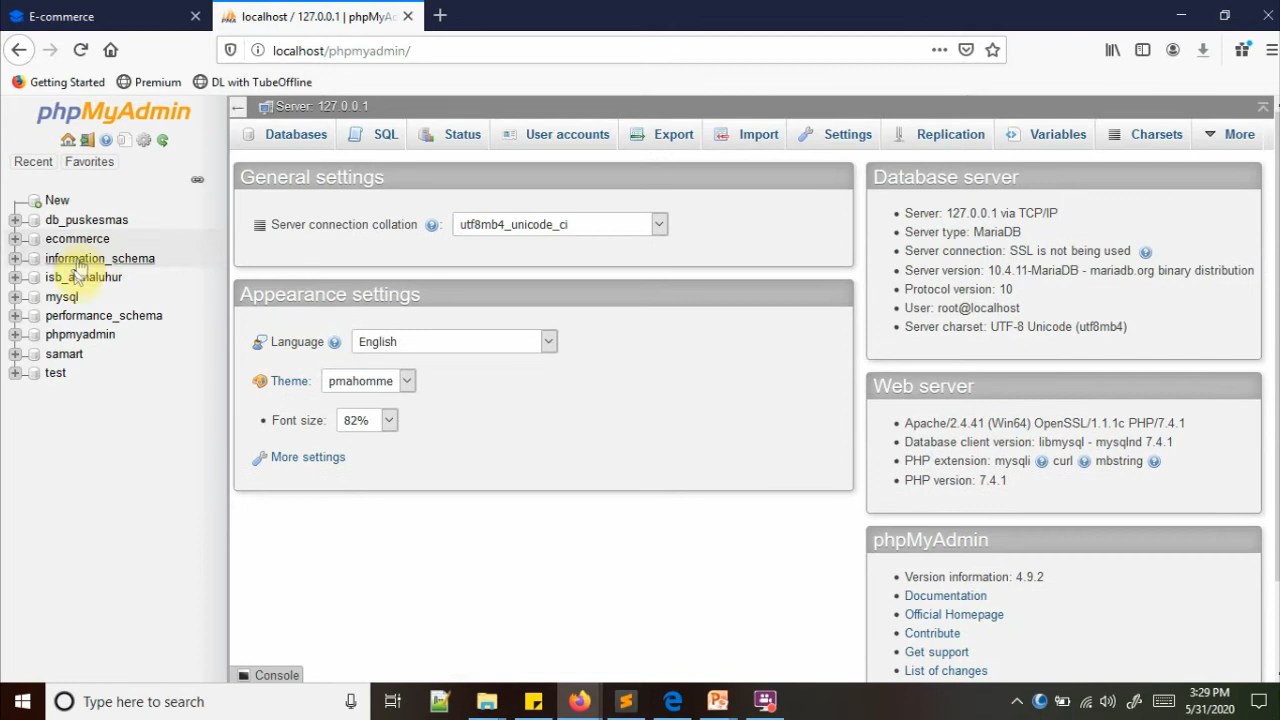 E-commerce
localhost / 127.0.0.1 | phpMyAd
localhost/phpmyadmin/
Getting Started
Premium
DL with TubeOffline
phpMyAdmin
Recent
Favorites
New
db_puskesmas
ecommerce
information_schema
mysql
performance_schema
phpmyadmin
samart
test
Server: 127.0.0.1
Databases
SQL
Status
User accounts
Export
Import
Settings
Replication
Variables
Charsets
More
General settings
Server connection collation
utf8mb4_unicode_ci
Appearance settings
Language
English
Theme:
pmahomme
Font size:
82%
More settings
Console
Database server
Server: 127.0.0.1 via TCP/IP
Server type: MariaDB
Server connection: SSL is not being used
Server version: 10.4.11-MariaDB - mariadb.org binary distribution
Protocol version: 10
User: root@localhost
Server charset: UTF-8 Unicode (utf8mb4)
Web server
Apache/2.4.41 (Win64) OpenSSL/1.1.1c PHP/7.4.1
Database client version: libmysql - mysqlnd 7.4.1
PHP extension: mysqli curl mbstring
PHP version: 7.4.1
phpMyAdmin
Version information: 4.9.2
Documentation
Official Homepage
Contribute
Get support
List of changes
Type here to search
3:29 PM
5/31/2020